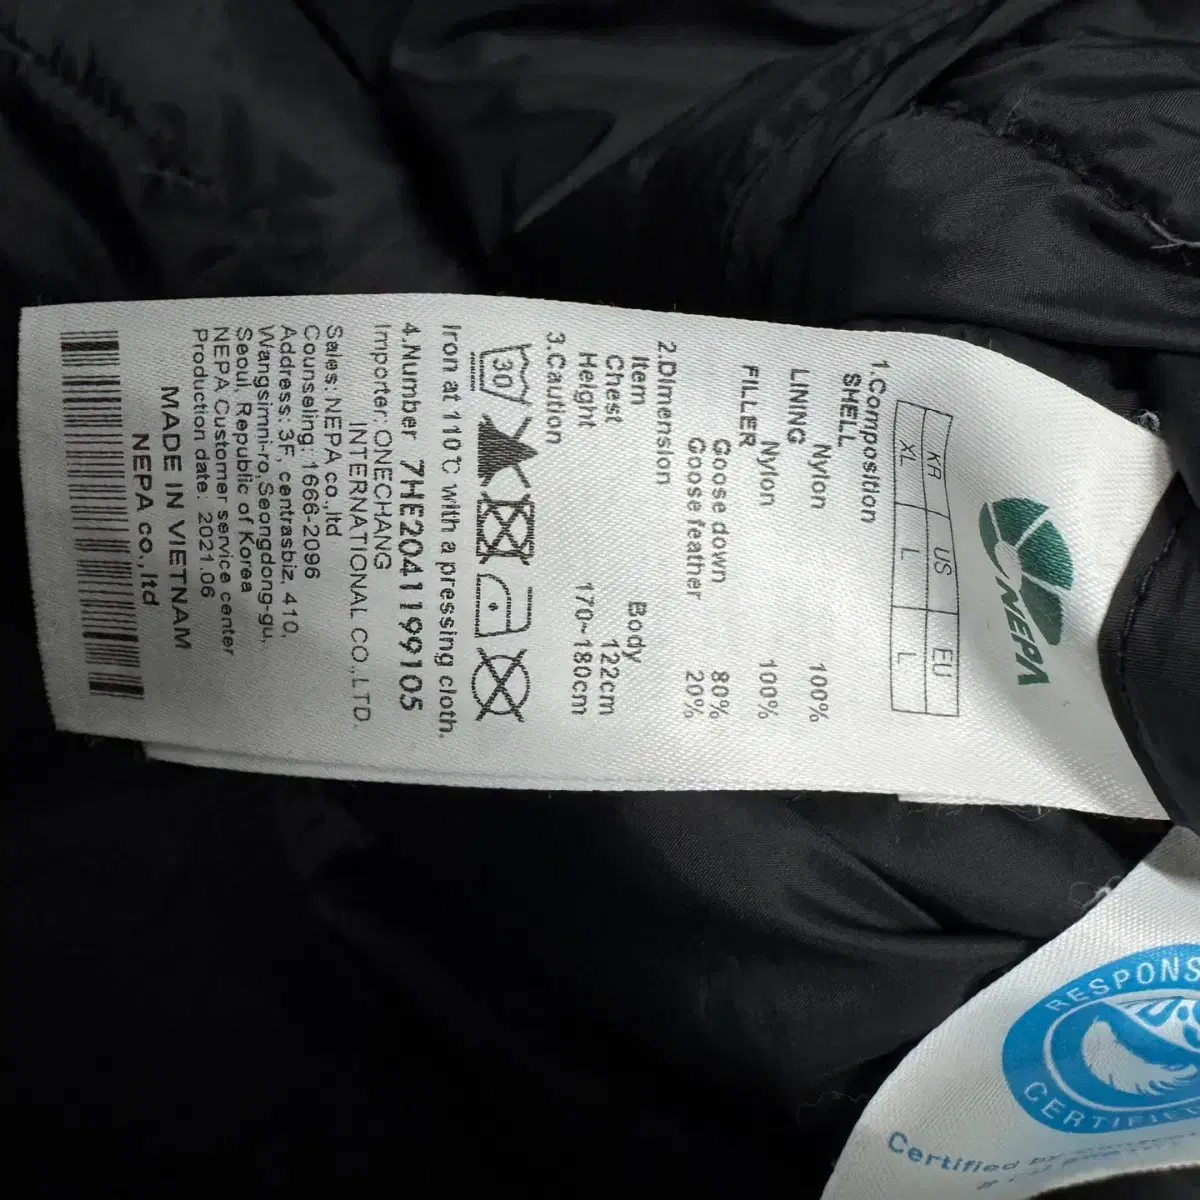 NEPA
KR US EU
XL L L
1.Composition
SHELL
Nylon 100%
LINING
Nylon 100%
FILLER
Goose down 80%
Goose feather 20%
2.Dimension
Item Body
Chest 122cm
Height 170~180cm
3.Caution
30
Iron at 110℃ with a pressing cloth.
4.Number 7HE2041199105
Importer: ONECHANG
INTERNATIONAL CO.,LTD.
Sales: NEPA co.,ltd
Counseling: 1666-2096
Address: 3F, centrasbiz, 410,
Wangsimni-ro, Seongdong-gu,
Seoul, Republic of Korea
NEPA Customer service center
Production date: 2021.06
MADE IN VIETNAM
NEPA co.,ltd
RESPONS
CERTIFIE
Certified by